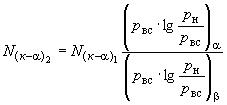 N(к-α)2 = N(к-α)1 (pвс · lg pн/pвс)α / (pвс · lg pн/pвс)β